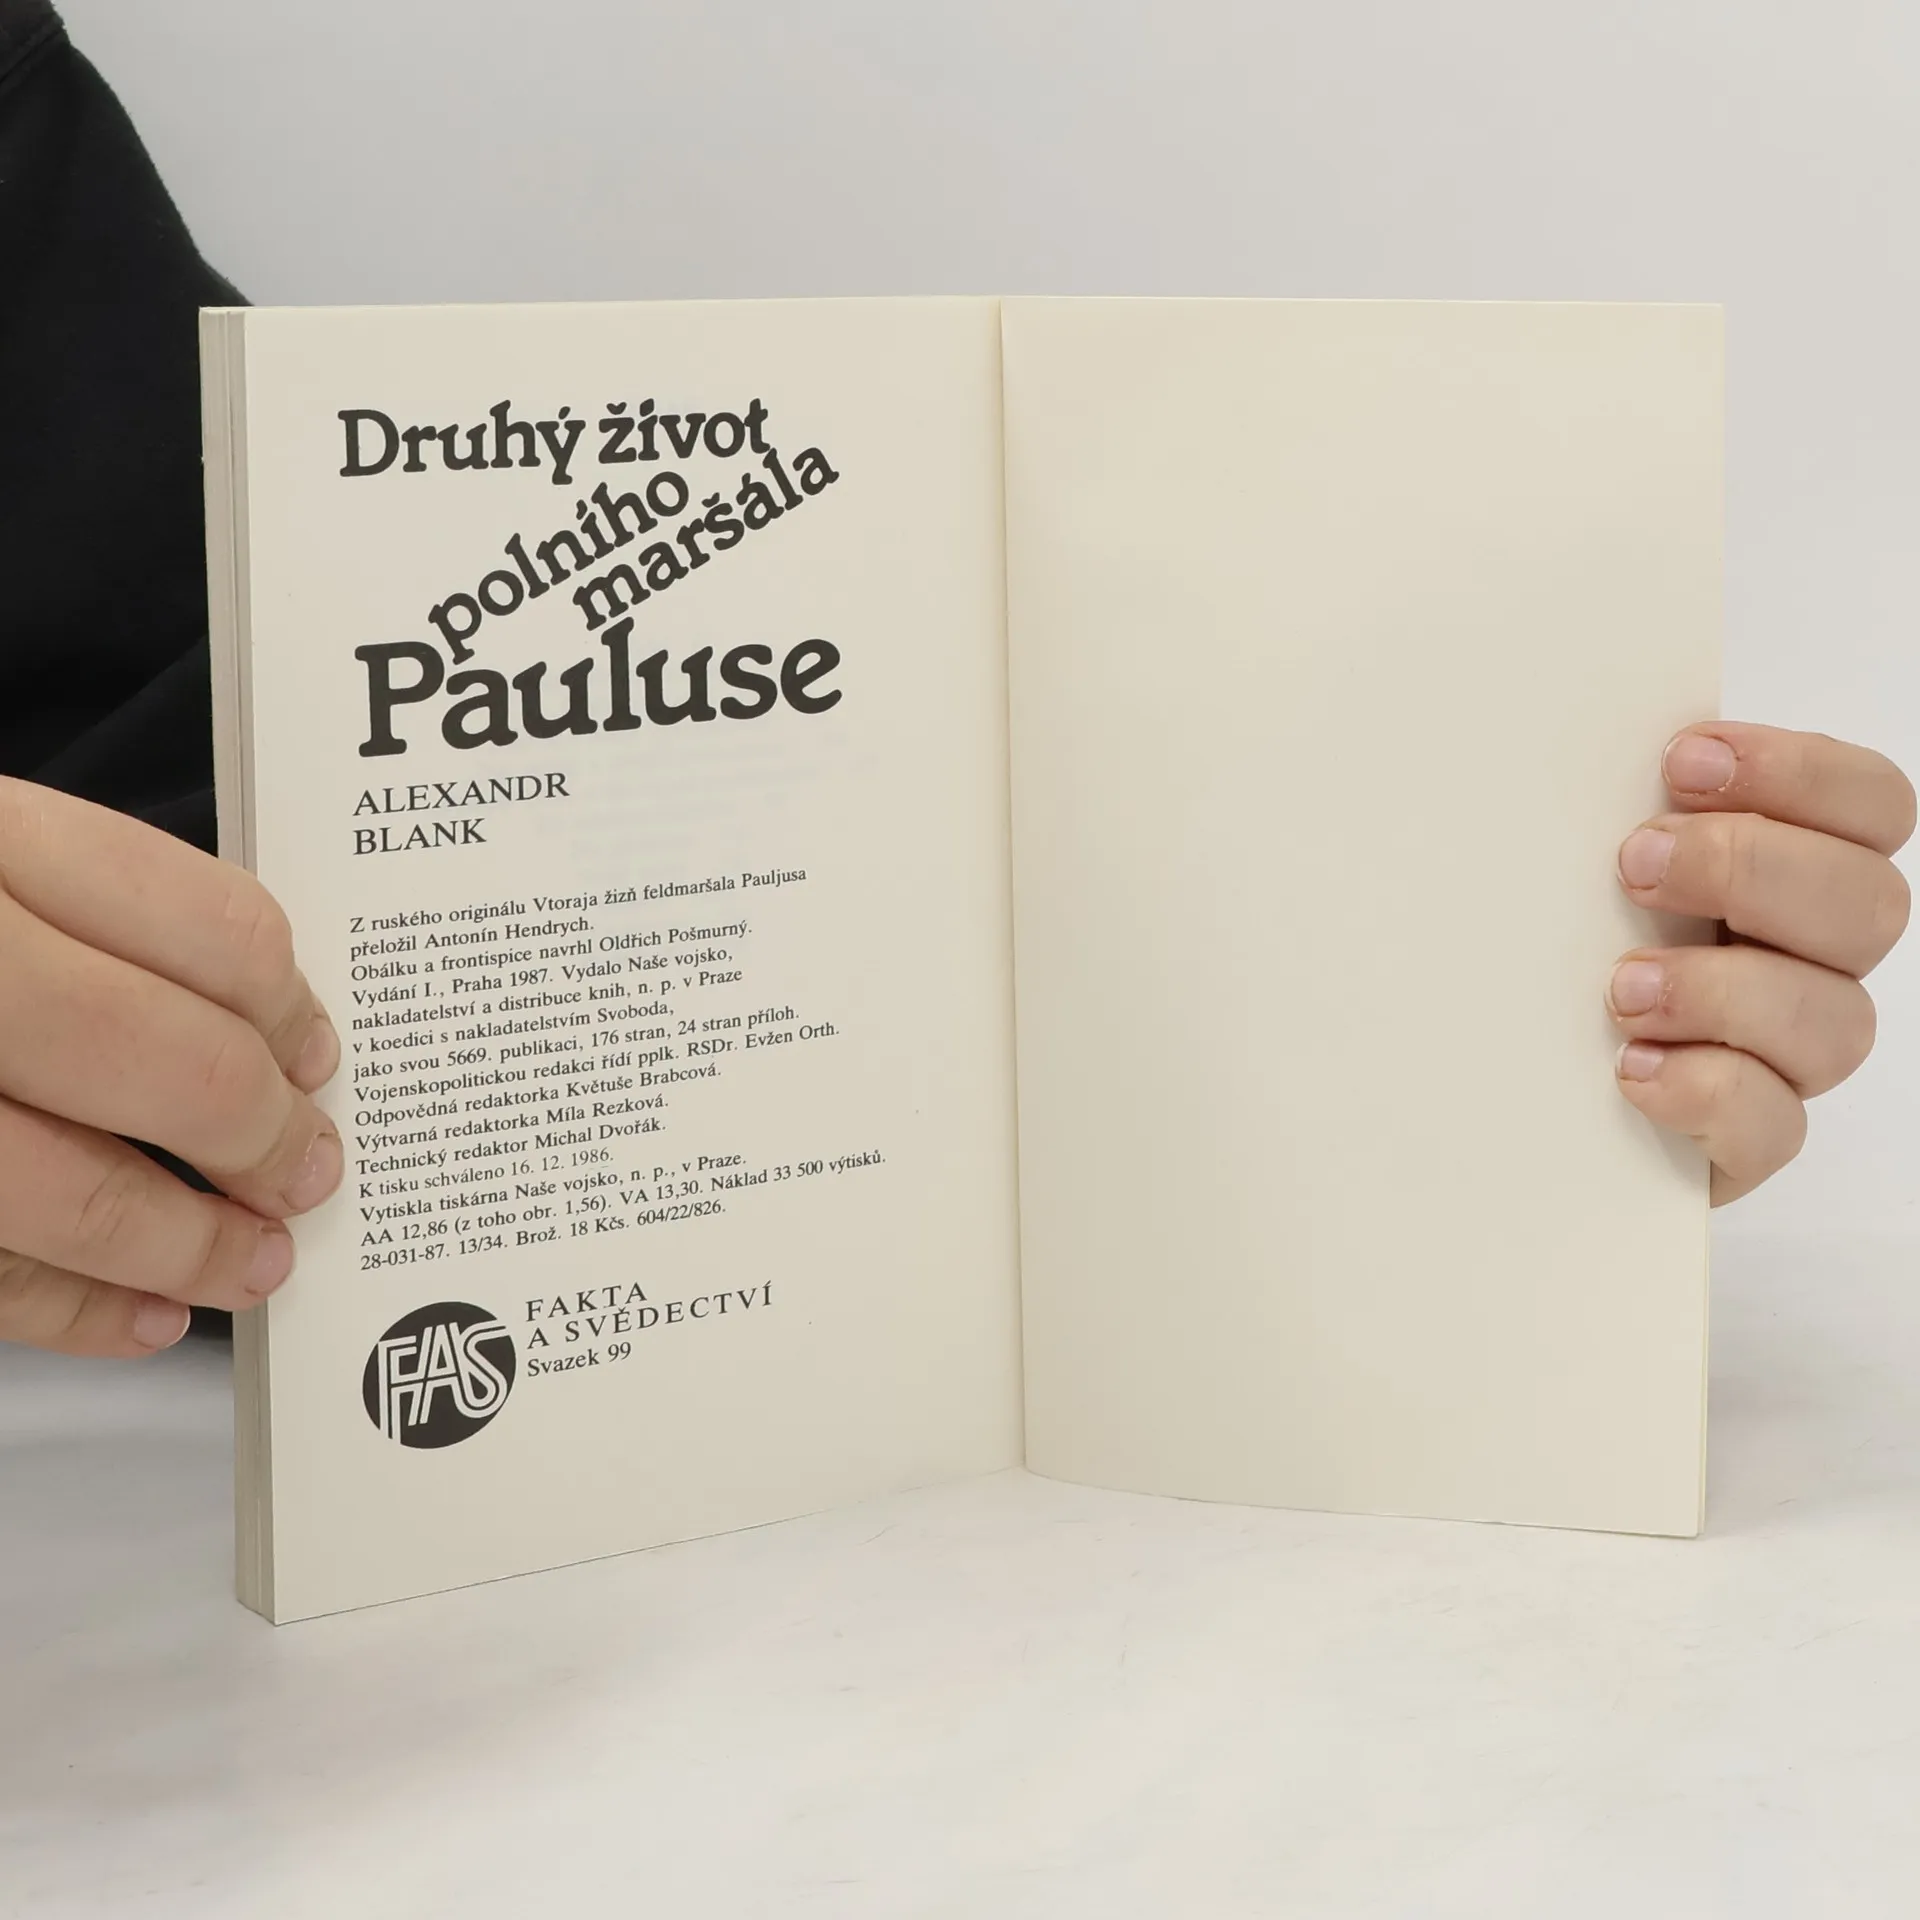 Druhý život
polního
maršála
Pauluse
ALEXANDR
BLANK
Z ruského originálu Vtoraja žizň feldmaršala Pauljusa
přeložil Antonín Hendrych.
Obálku a frontispice navrhl Oldřich Pošmurný.
Vydání I., Praha 1987. Vydalo Naše vojsko,
nakladatelství a distribuce knih, n. p. v Praze
v koedici s nakladatelstvím Svoboda,
jako svou 5669. publikaci, 176 stran, 24 stran příloh.
Vojenskopolitickou redakci řídí pplk. RSDr. Evžen Orth.
Odpovědná redaktorka Květuše Brabcová.
Výtvarná redaktorka Míla Rezková.
Technický redaktor Michal Dvořák.
K tisku schváleno 16. 12. 1986.
Vytiskla tiskárna Naše vojsko, n. p., v Praze.
AA 12,86 (z toho obr. 1,56). VA 13,30. Náklad 33 500 výtisků.
28-031-87. 13/34. Brož. 18 Kčs. 604/22/826.
FAS
FAKTA
A SVĚDECTVÍ
Svazek 99